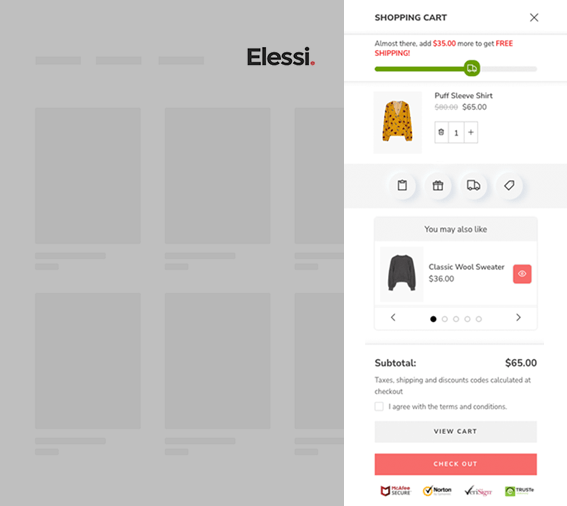 SHOPPING CART
Elessi.
Almost there, add $35.00 more to get FREE
SHIPPING!
Puff Sleeve Shirt
$80.00 $65.00
1
You may also like
Classic Wool Sweater
$36.00
Subtotal: $65.00
Taxes, shipping and discounts codes calculated at
checkout
I agree with the terms and conditions.
VIEW CART
CHECK OUT
McAfee
SECURE
Norton
VeriSign
TRUSTe